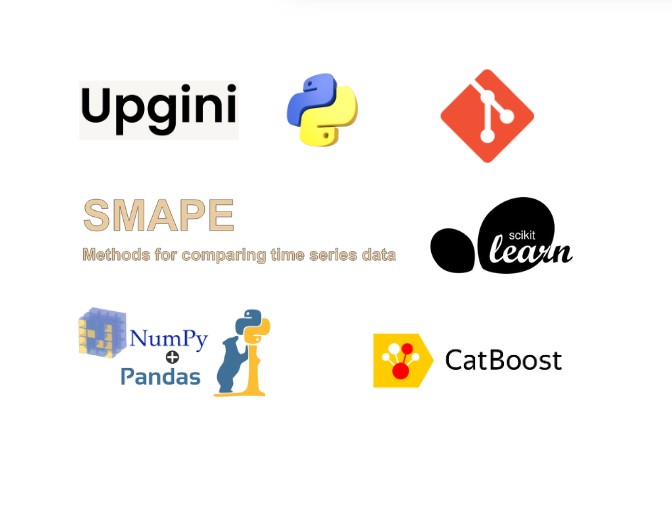 Upgini
SMAPE
Methods for comparing time series data
scikit
learn
NumPy
+
Pandas
CatBoost